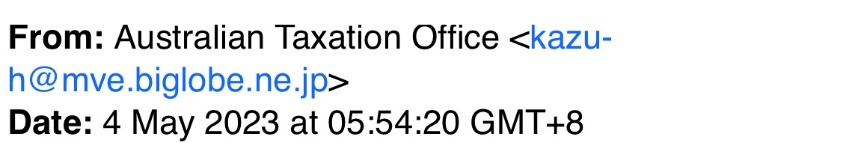 From: Australian Taxation Office <kazu-
h@mve.biglobe.ne.jp>
Date: 4 May 2023 at 05:54:20 GMT+8